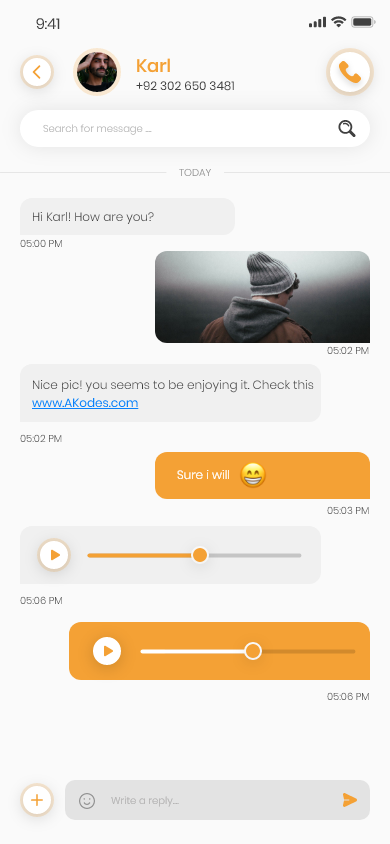 9:41
Karl
+92 302 650 3481
Search for message ...
TODAY
Hi Karl! How are you?
05:00 PM
05:02 PM
Nice pic! you seems to be enjoying it. Check this
www.AKodes.com
05:02 PM
Sure i will
05:03 PM
05:06 PM
05:06 PM
Write a reply...